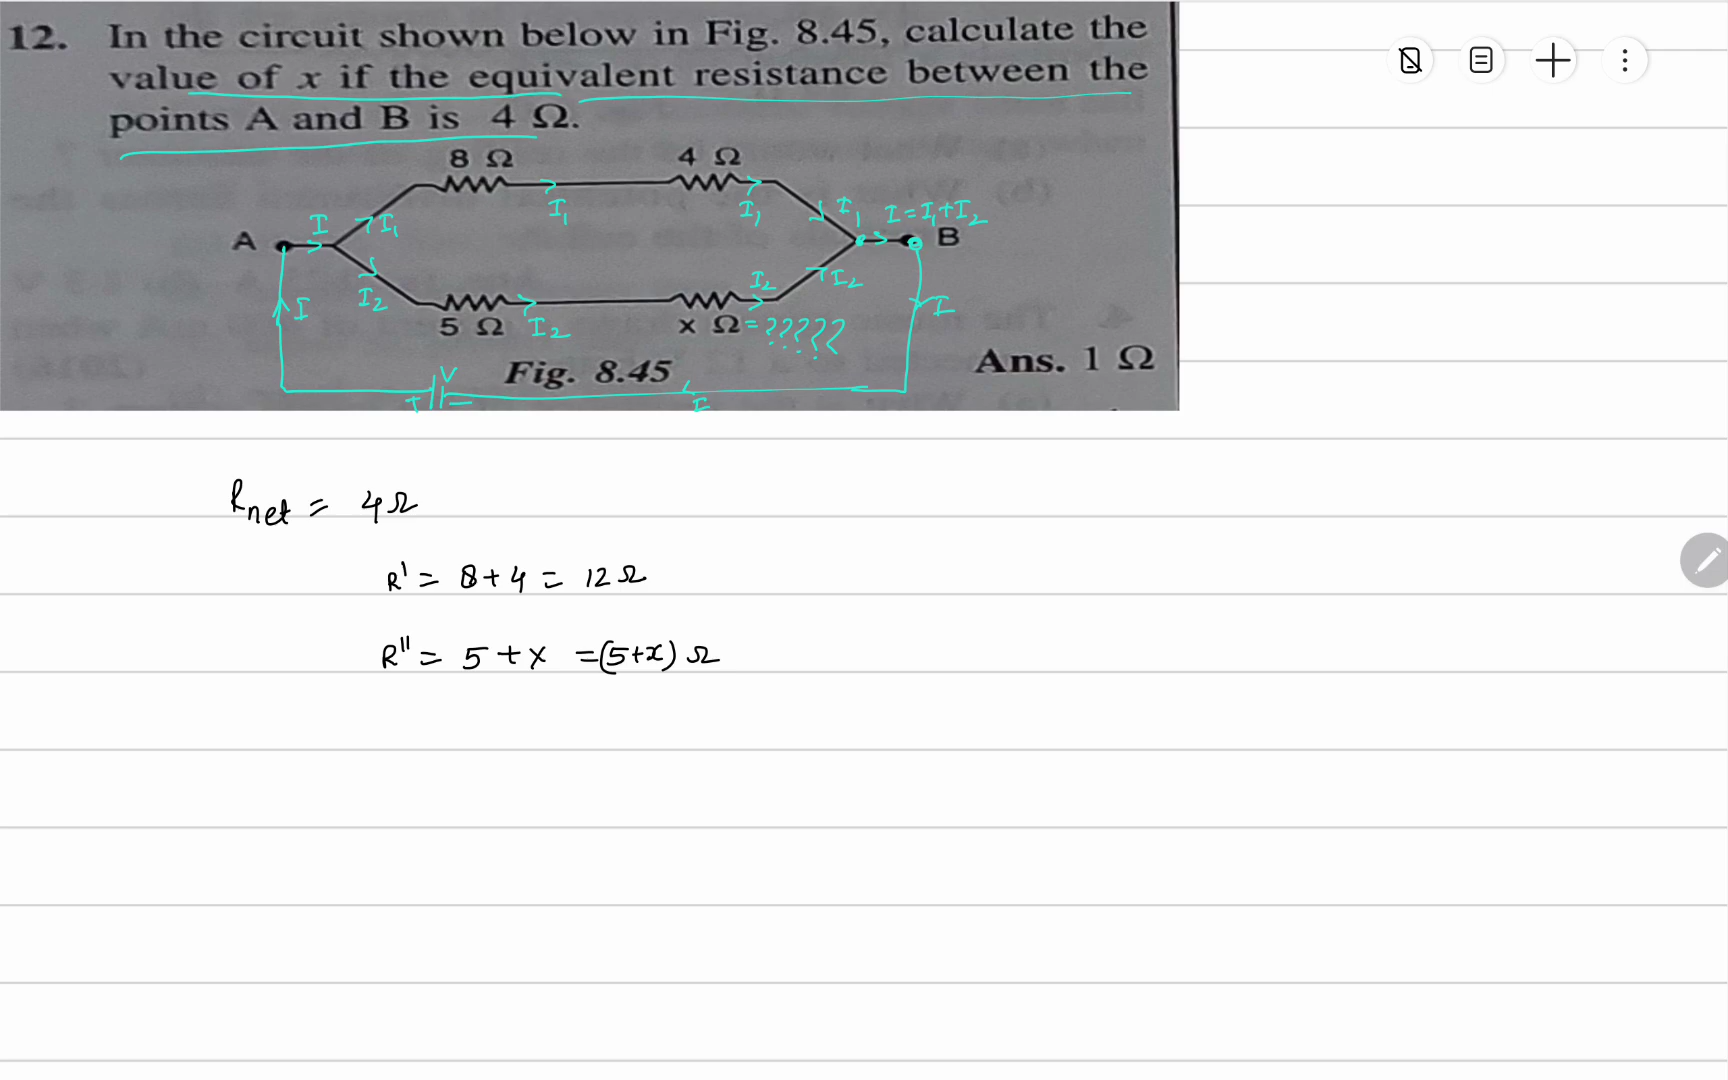 12. In the circuit shown below in Fig. 8.45, calculate the
value of x if the equivalent resistance between the
points A and B is 4 Ω.
8 Ω 4 Ω
I₁ I₁ I₁ I=I₁+I₂
A I I₁ B
I₂ I₂ I₂
I I
5 Ω I₂ x Ω=?????
V Fig. 8.45 Ans. 1 Ω
+ − I
Rnet = 4Ω
R' = 8+4 = 12Ω
R'' = 5+x =(5+x) Ω